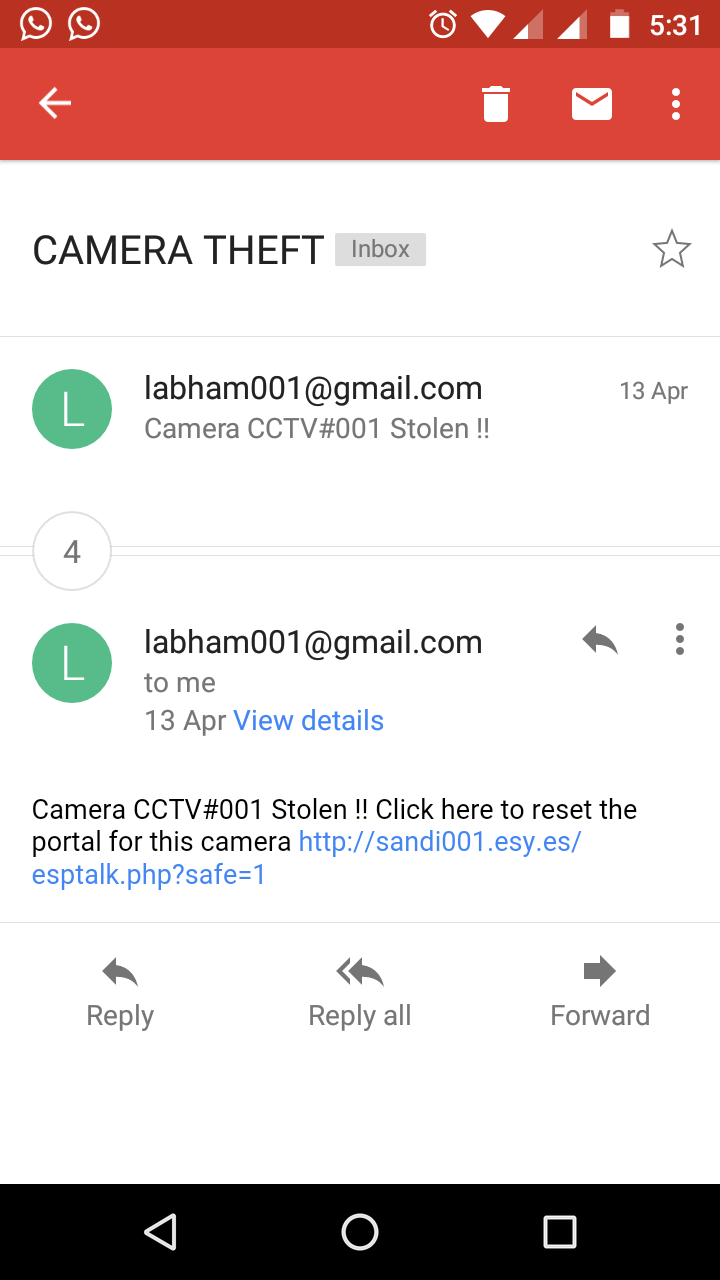 5:31
CAMERA THEFT Inbox
labham001@gmail.com 13 Apr
Camera CCTV#001 Stolen !!
L
4
labham001@gmail.com
L
to me
13 Apr View details
Camera CCTV#001 Stolen !! Click here to reset the
portal for this camera http://sandi001.esy.es/
esptalk.php?safe=1
Reply Reply all Forward